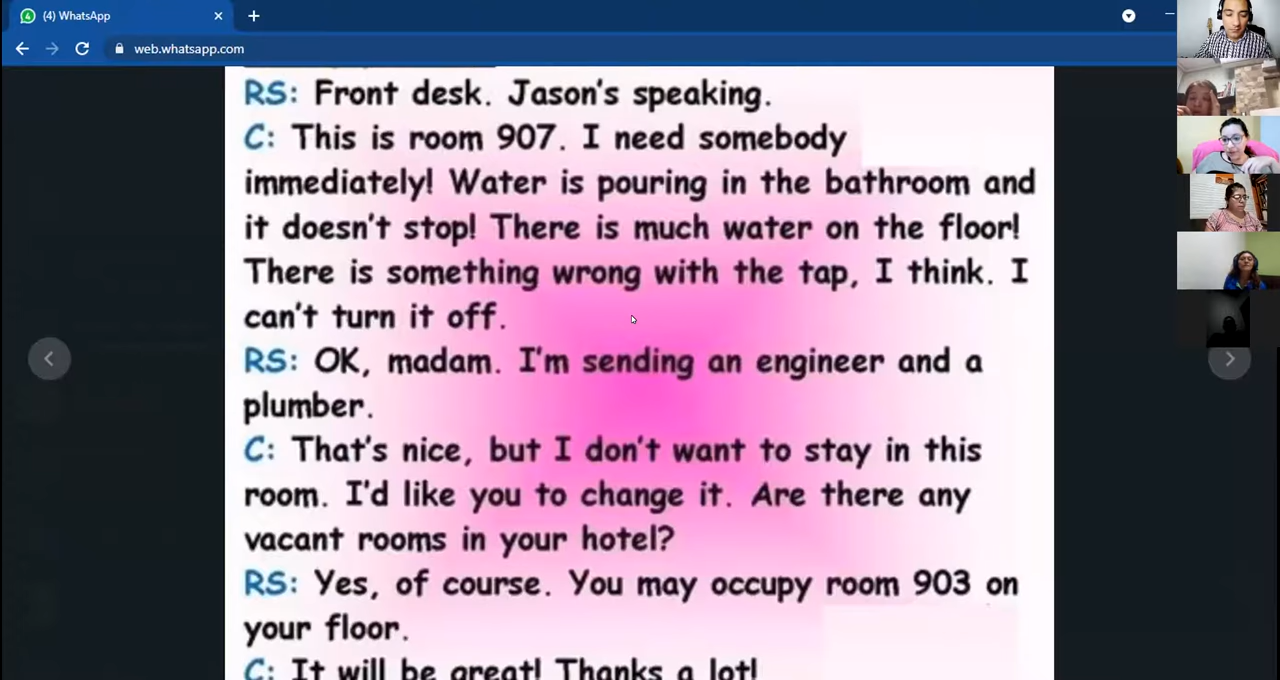 (4) WhatsApp
web.whatsapp.com
RS: Front desk. Jason's speaking.
C: This is room 907. I need somebody
immediately! Water is pouring in the bathroom and
it doesn't stop! There is much water on the floor!
There is something wrong with the tap, I think. I
can't turn it off.
RS: OK, madam. I'm sending an engineer and a
plumber.
C: That's nice, but I don't want to stay in this
room. I'd like you to change it. Are there any
vacant rooms in your hotel?
RS: Yes, of course. You may occupy room 903 on
your floor.
C: It will be great! Thanks a lot!